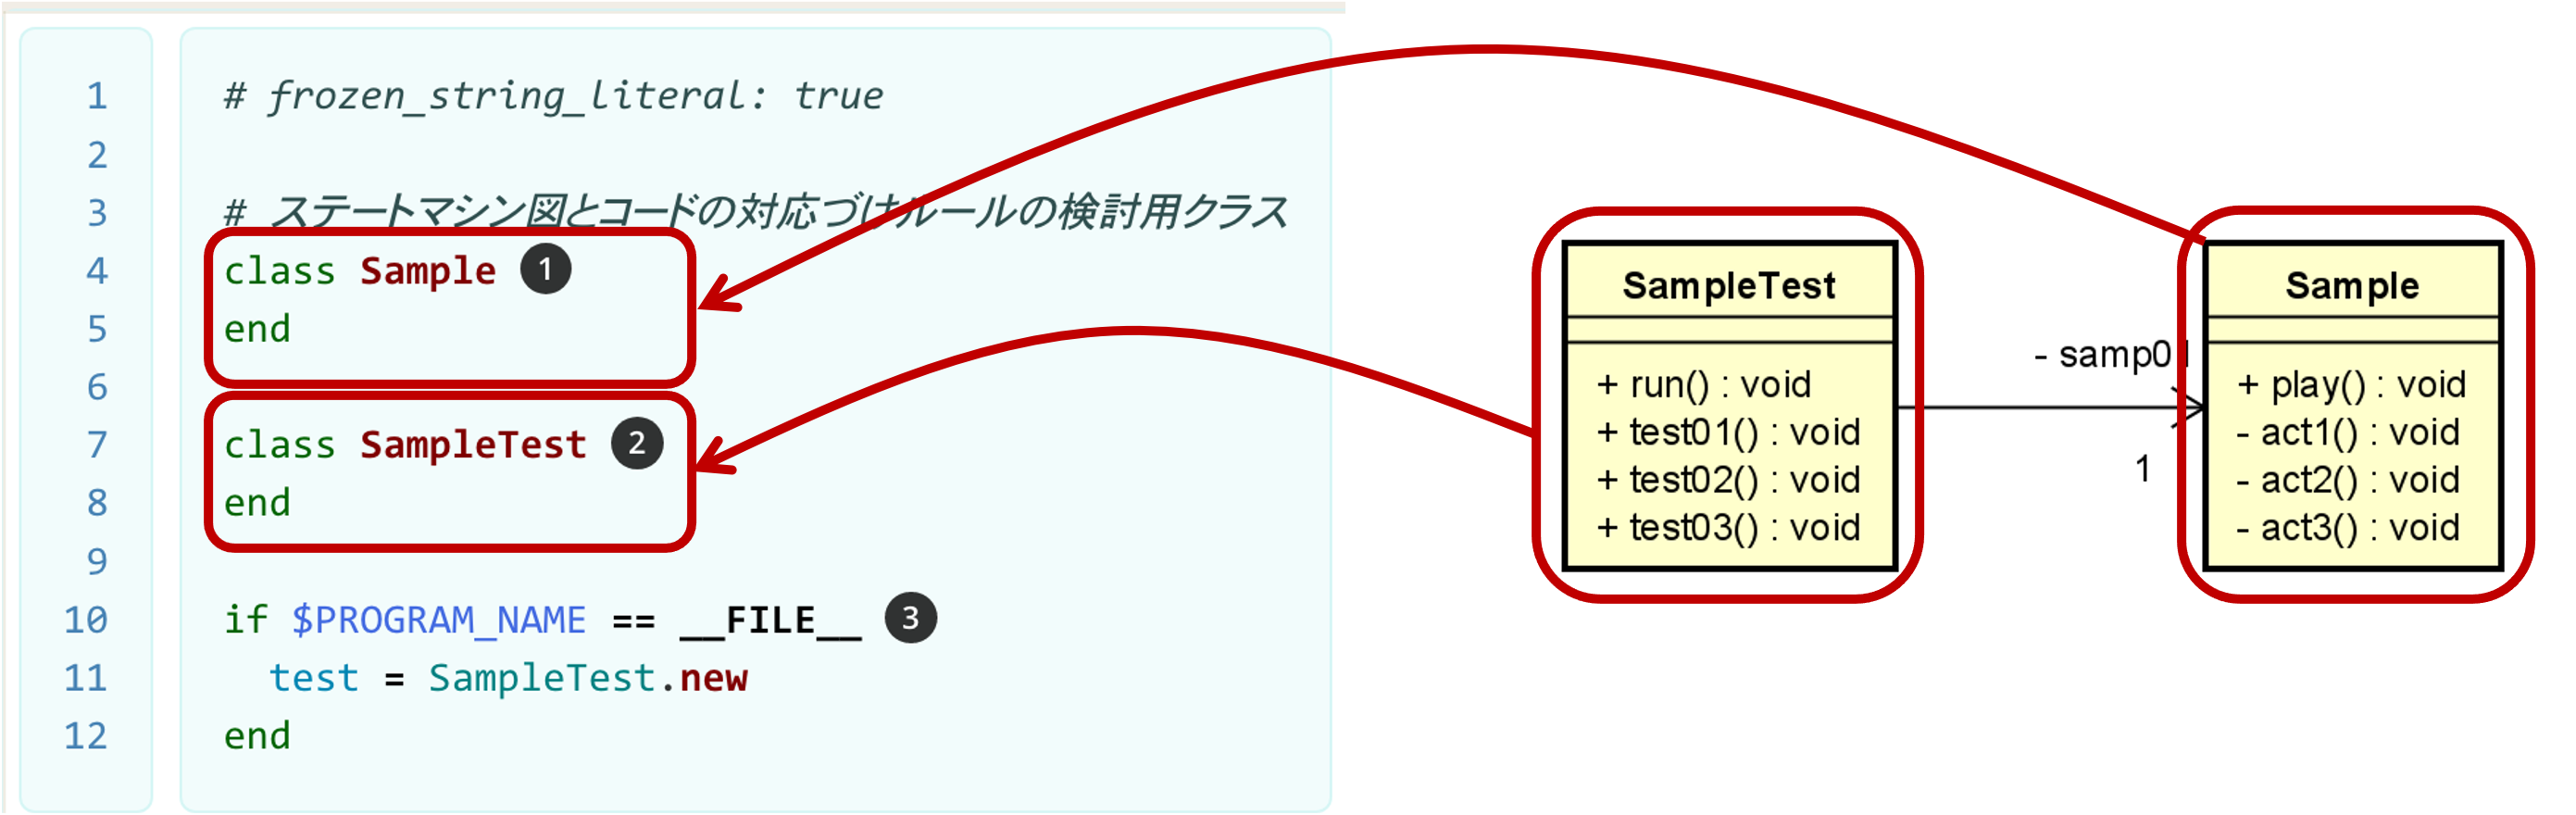 1 # frozen_string_literal: true
2
3 # ステートマシン図とコードの対応づけルールの検討用クラス
4 class Sample 1
5 end
6
7 class SampleTest 2
8 end
9
10 if $PROGRAM_NAME == __FILE__ 3
11 test = SampleTest.new
12 end
SampleTest
+ run() : void
+ test01() : void
+ test02() : void
+ test03() : void
- samp01
1
Sample
+ play() : void
- act1() : void
- act2() : void
- act3() : void